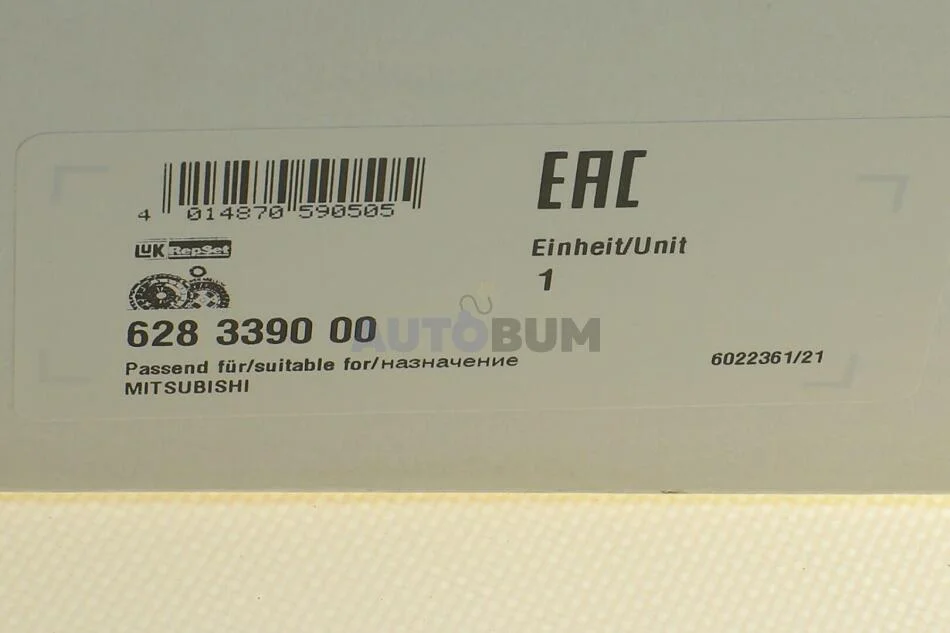 4 014870 590505
EAC
LUK RepSet
Einheit/Unit
1
628 3390 00
AUTOBUM
Passend für/suitable for/назначение
MITSUBISHI
6022361/21